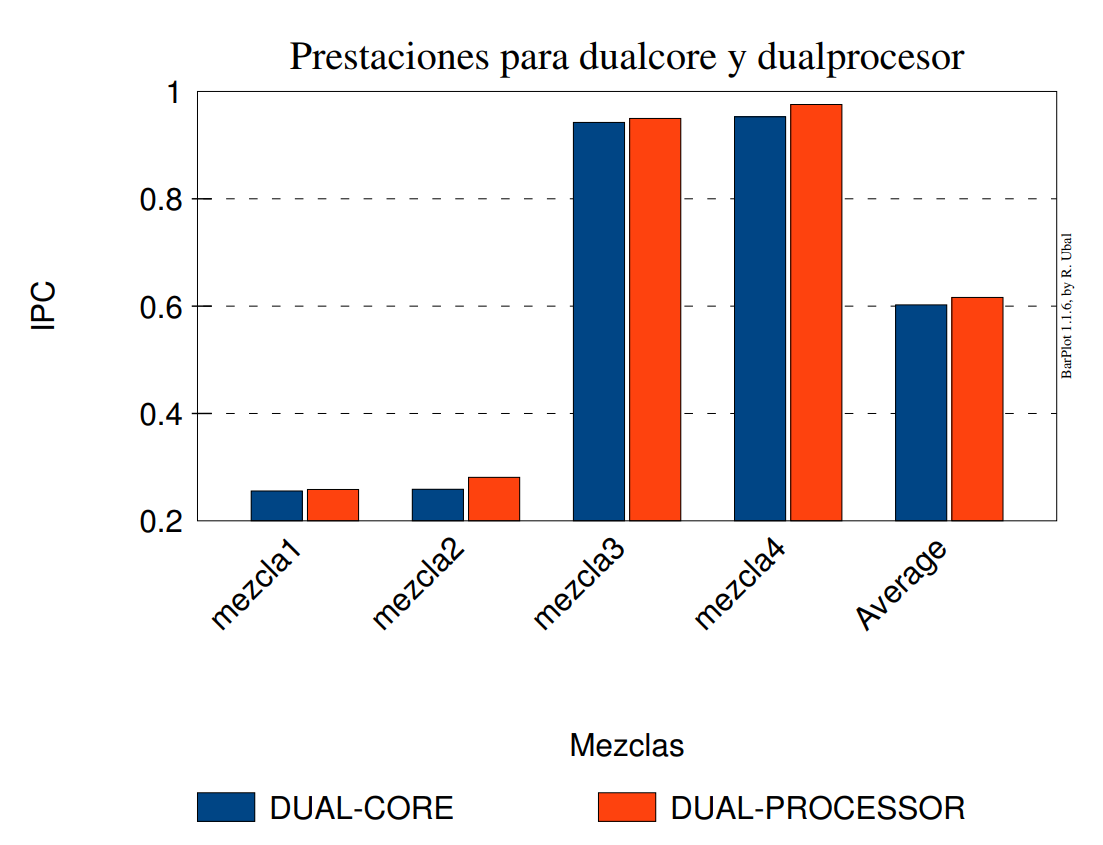 Prestaciones para dualcore y dualprocesor
1
0.8
0.6
0.4
0.2
IPC
BarPlot 1.1.6, by R. Ubal
mezcla1
mezcla2
mezcla3
mezcla4
Average
Mezclas
DUAL-CORE
DUAL-PROCESSOR